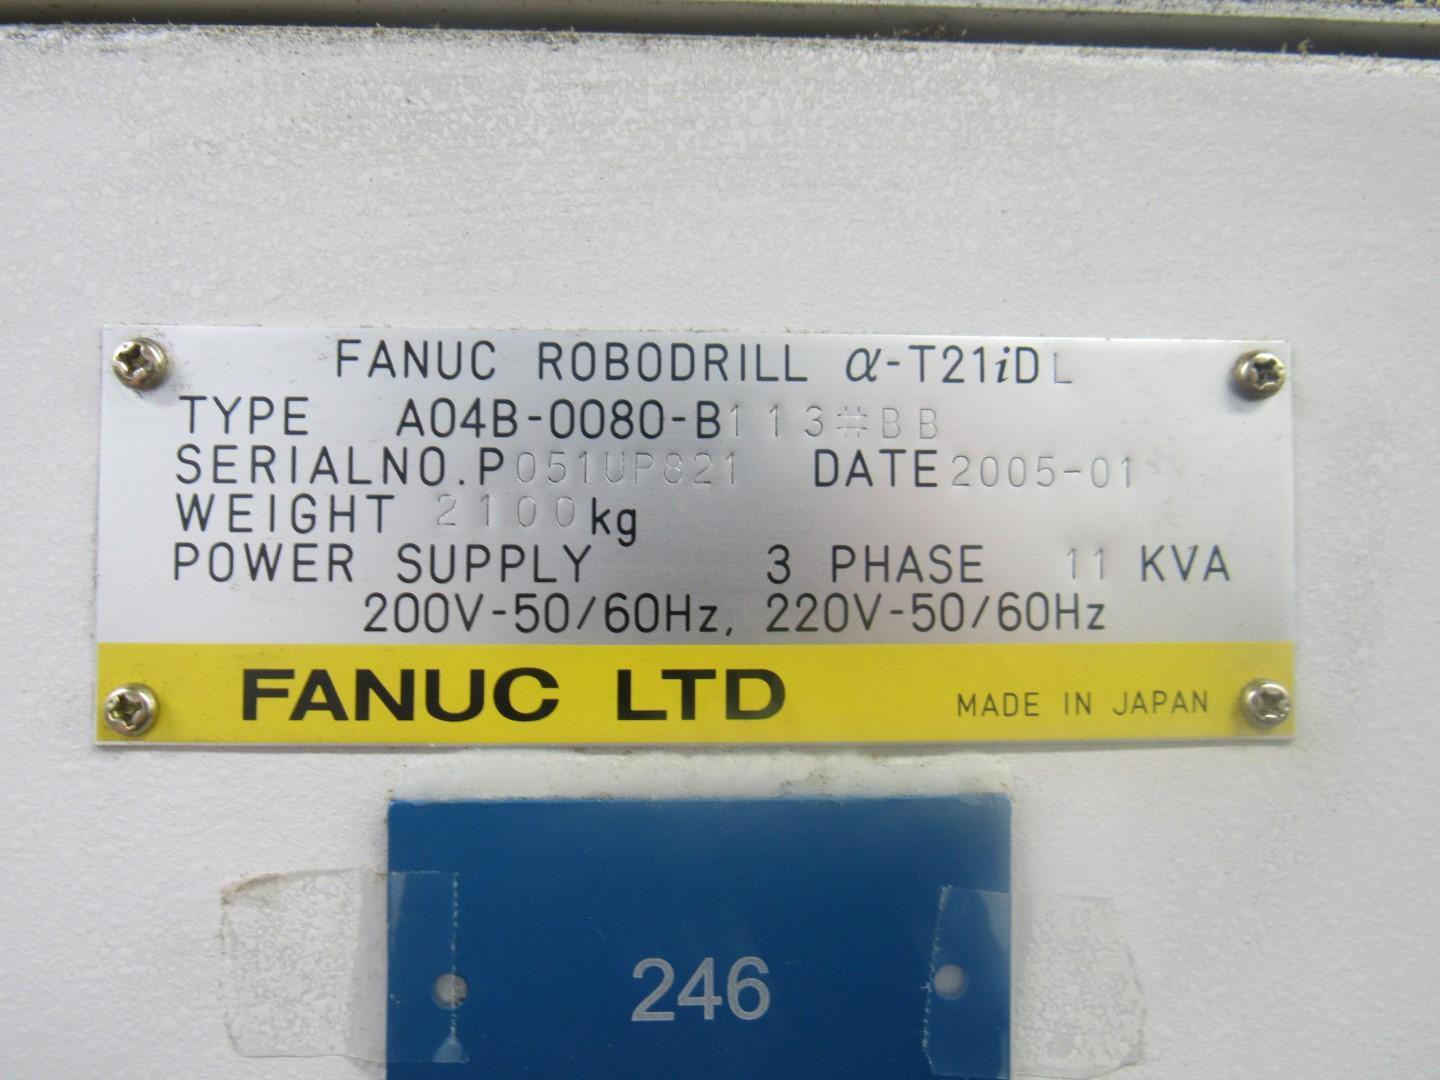 FANUC ROBODRILL α-T21iDL
TYPE A04B-0080-B113#BB
SERIALNO.P051UP821 DATE 2005-01
WEIGHT 2100kg
POWER SUPPLY 3 PHASE 11 KVA
200V-50/60Hz, 220V-50/60Hz
FANUC LTD MADE IN JAPAN
246